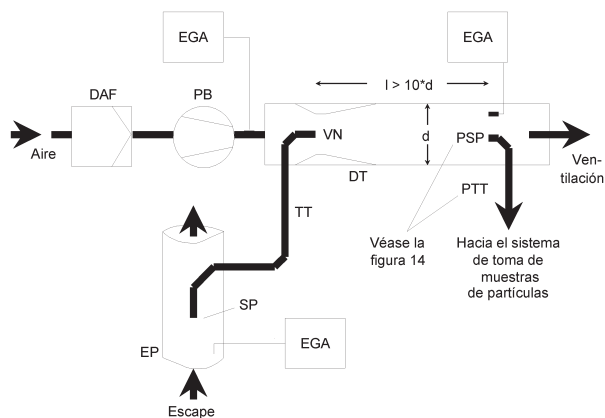 EGA
EGA
DAF
PB
l > 10*d
d
VN
PSP
DT
Aire
Ven-
tilación
PTT
TT
Véase la
figura 14
Hacia el sistema
de toma de
muestras
de partículas
SP
EGA
EP
Escape